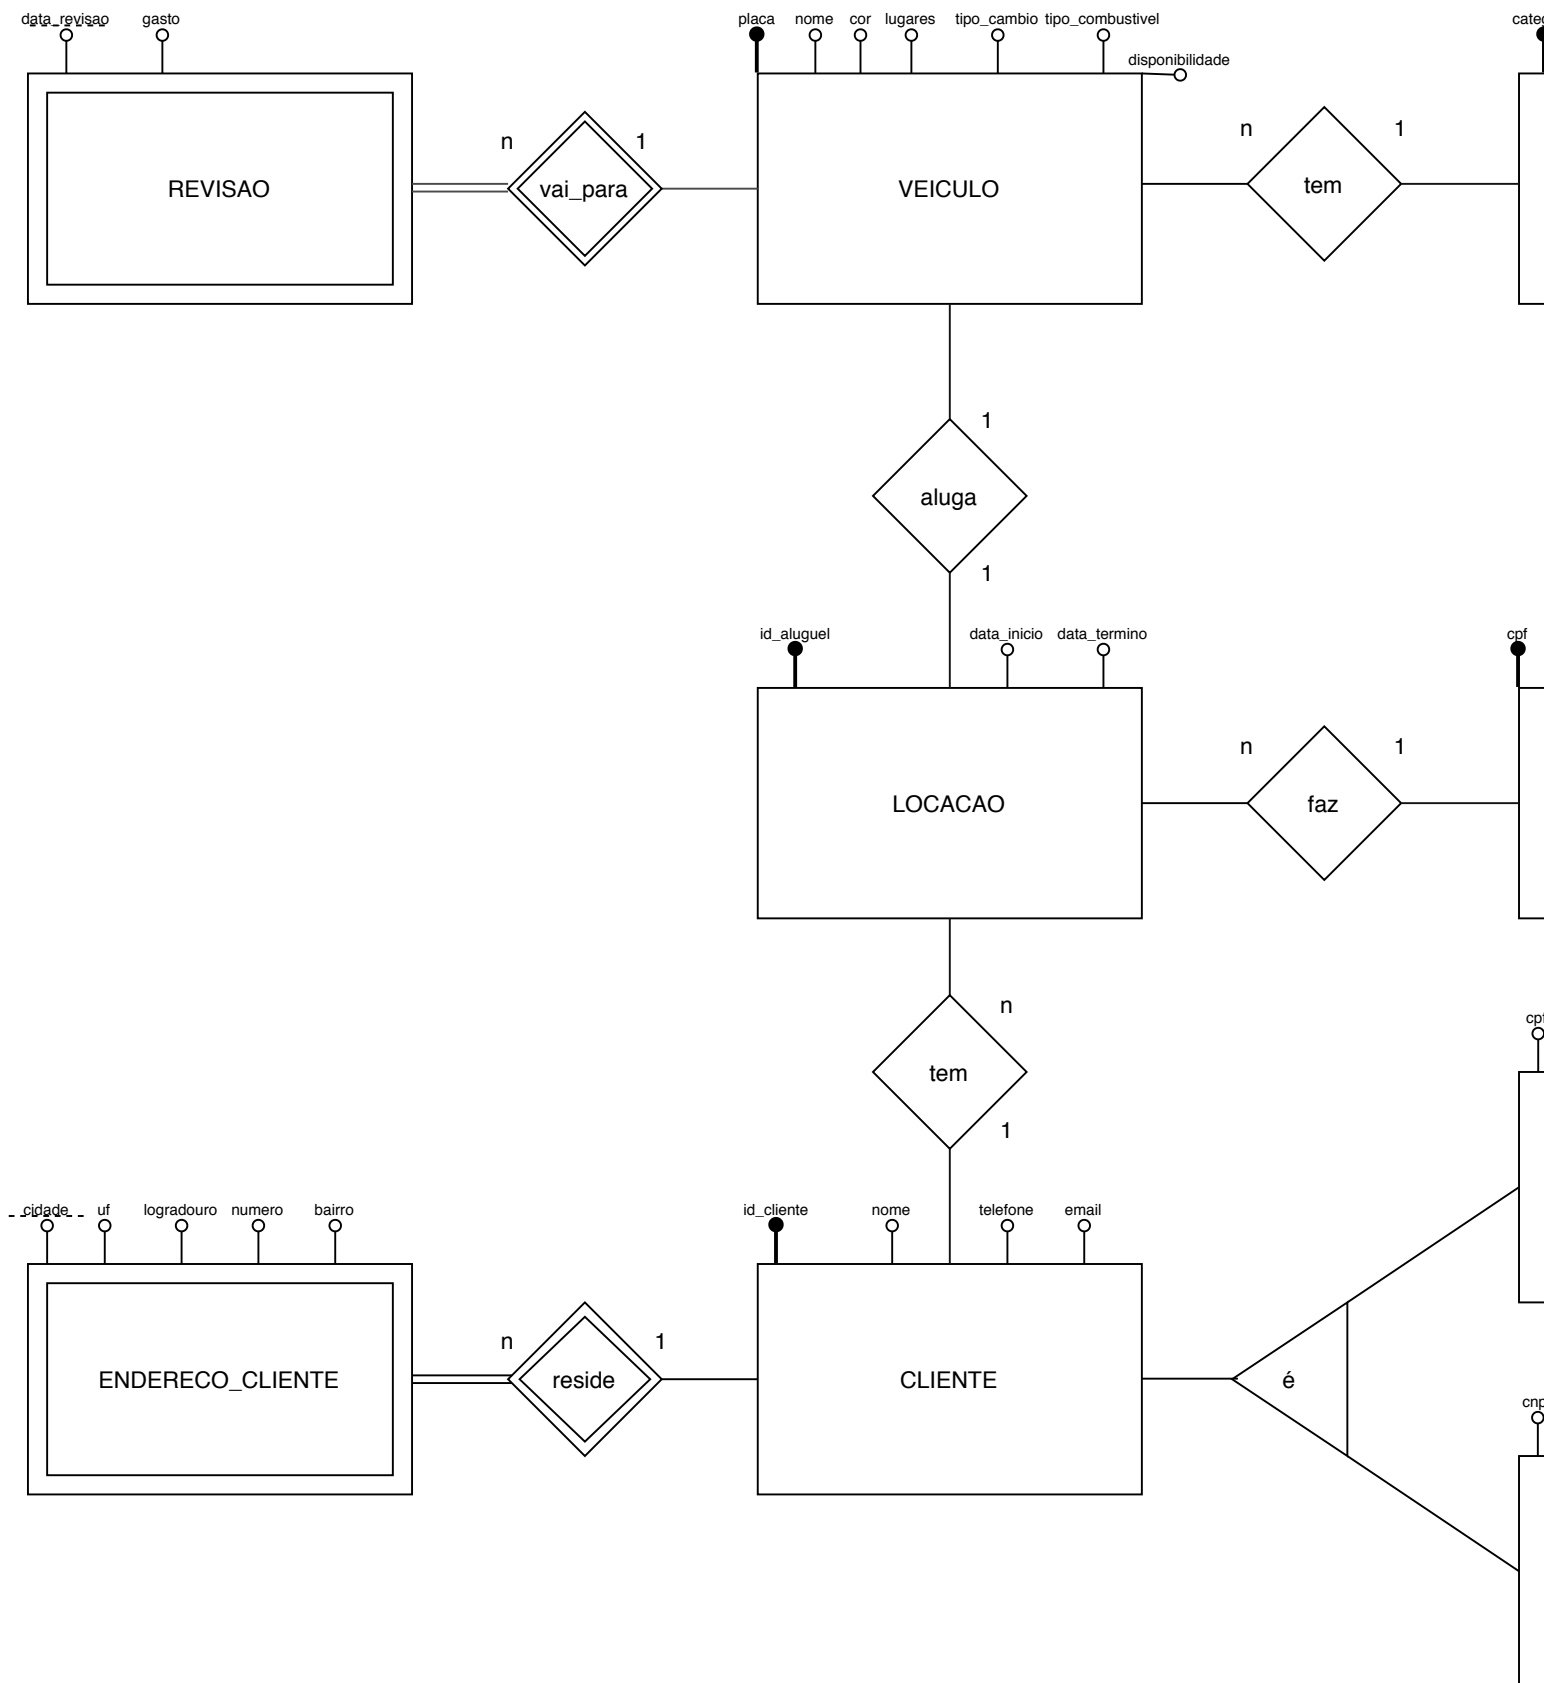 data_revisao gasto
placa nome cor lugares tipo_cambio tipo_combustivel
disponibilidade
n 1
n 1
REVISAO
vai_para
VEICULO
tem
1
aluga
1
id_aluguel data_inicio data_termino
cpf
n 1
LOCACAO
faz
n
tem
1
cidade uf logradouro numero bairro
id_cliente nome telefone email
n 1
ENDERECO_CLIENTE
reside
CLIENTE
é